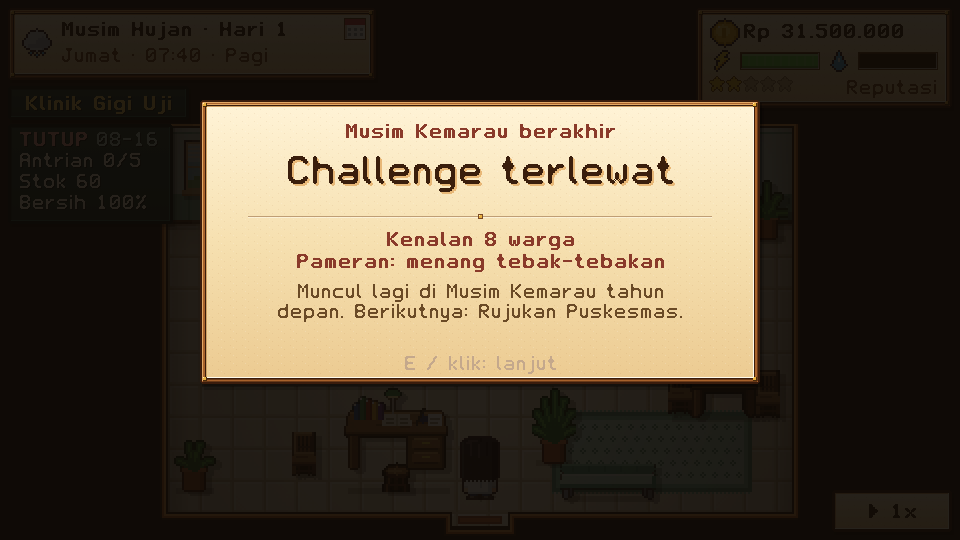 Musim Hujan · Hari 1
Jumat · 07:40 · Pagi
Rp 31.500.000
Reputasi
Klinik Gigi Uji
TUTUP 08-16
Antrian 0/5
Stok 60
Bersih 100%
Musim Kemarau berakhir
Challenge terlewat
Kenalan 8 warga
Pameran: menang tebak-tebakan
Muncul lagi di Musim Kemarau tahun
depan. Berikutnya: Rujukan Puskesmas.
E / klik: lanjut
1x